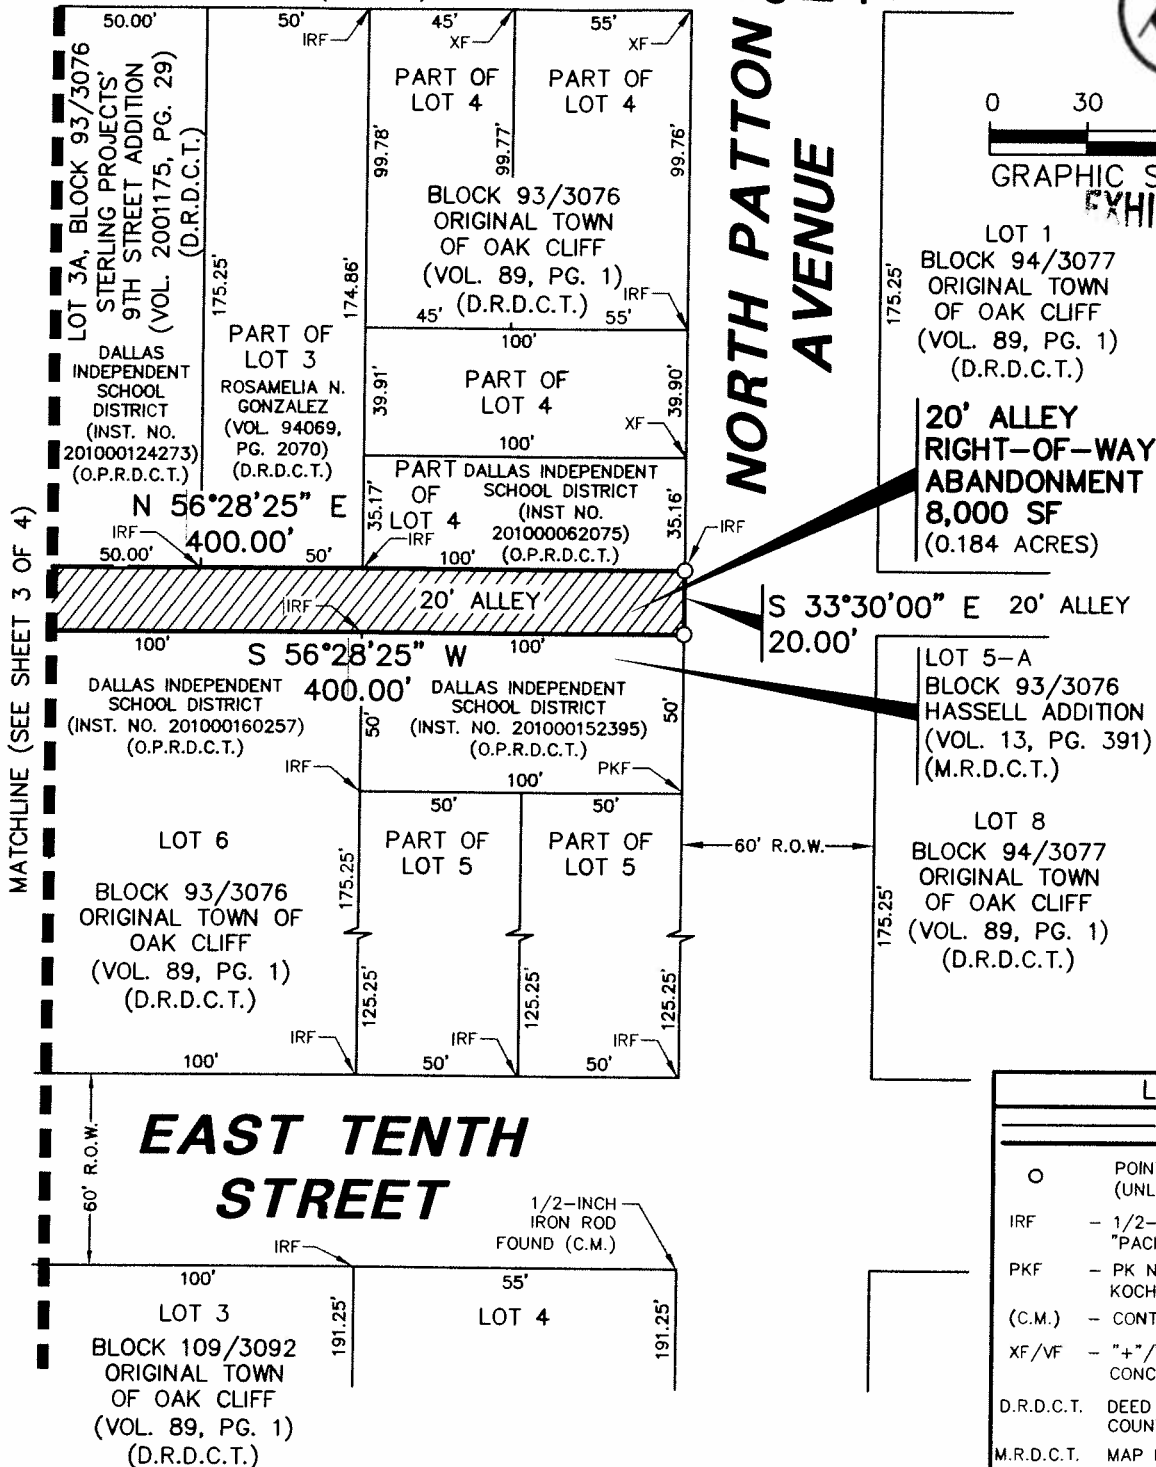 50.00'
50'
45'
55'
IRF
XF
XF
LOT 3A, BLOCK 93/3076
STERLING PROJECTS'
9TH STREET ADDITION
(VOL. 2001175, PG. 29)
(D.R.D.C.T.)
PART OF
LOT 4
PART OF
LOT 4
99.78'
99.77'
99.76'
NORTH PATTON
AVENUE
0 30
GRAPHIC S
EXHI
BLOCK 93/3076
ORIGINAL TOWN
OF OAK CLIFF
(VOL. 89, PG. 1)
(D.R.D.C.T.)
IRF
45'
55'
175.25'
174.86'
175.25'
LOT 1
BLOCK 94/3077
ORIGINAL TOWN
OF OAK CLIFF
(VOL. 89, PG. 1)
(D.R.D.C.T.)
DALLAS
INDEPENDENT
SCHOOL
DISTRICT
(INST. NO.
201000124273)
(O.P.R.D.C.T.)
PART OF
LOT 3
ROSAMELIA N.
GONZALEZ
(VOL. 94069,
PG. 2070)
(D.R.D.C.T.)
100'
PART OF
LOT 4
39.91'
39.90'
XF
100'
PART
OF
LOT 4
DALLAS INDEPENDENT
SCHOOL DISTRICT
(INST NO.
201000062075)
(O.P.R.D.C.T.)
35.17'
35.16'
20' ALLEY
RIGHT-OF-WAY
ABANDONMENT
8,000 SF
(0.184 ACRES)
N 56°28'25" E
400.00'
IRF
IRF
IRF
50.00'
50'
100'
20' ALLEY
IRF
S 33°30'00" E
20.00'
20' ALLEY
100'
100'
S 56°28'25" W
400.00'
MATCHLINE (SEE SHEET 3 OF 4)
DALLAS INDEPENDENT
SCHOOL DISTRICT
(INST. NO. 201000160257)
(O.P.R.D.C.T.)
DALLAS INDEPENDENT
SCHOOL DISTRICT
(INST. NO. 201000152395)
(O.P.R.D.C.T.)
50'
50'
LOT 5-A
BLOCK 93/3076
HASSELL ADDITION
(VOL. 13, PG. 391)
(M.R.D.C.T.)
IRF
PKF
100'
50'
50'
LOT 6
PART OF
LOT 5
PART OF
LOT 5
60' R.O.W.
LOT 8
BLOCK 94/3077
ORIGINAL TOWN
OF OAK CLIFF
(VOL. 89, PG. 1)
(D.R.D.C.T.)
175.25'
175.25'
BLOCK 93/3076
ORIGINAL TOWN OF
OAK CLIFF
(VOL. 89, PG. 1)
(D.R.D.C.T.)
125.25'
125.25'
125.25'
IRF
IRF
IRF
100'
50'
50'
60' R.O.W.
EAST TENTH
STREET
1/2-INCH
IRON ROD
FOUND (C.M.)
IRF
100'
55'
LOT 3
LOT 4
191.25'
191.25'
BLOCK 109/3092
ORIGINAL TOWN
OF OAK CLIFF
(VOL. 89, PG. 1)
(D.R.D.C.T.)
L
POIN
(UNL
IRF - 1/2-
"PAC
PKF - PK N
KOCH
(C.M.) - CONT
XF/VF - "+"/
CONC
D.R.D.C.T. DEED
COUN
M.R.D.C.T. MAP